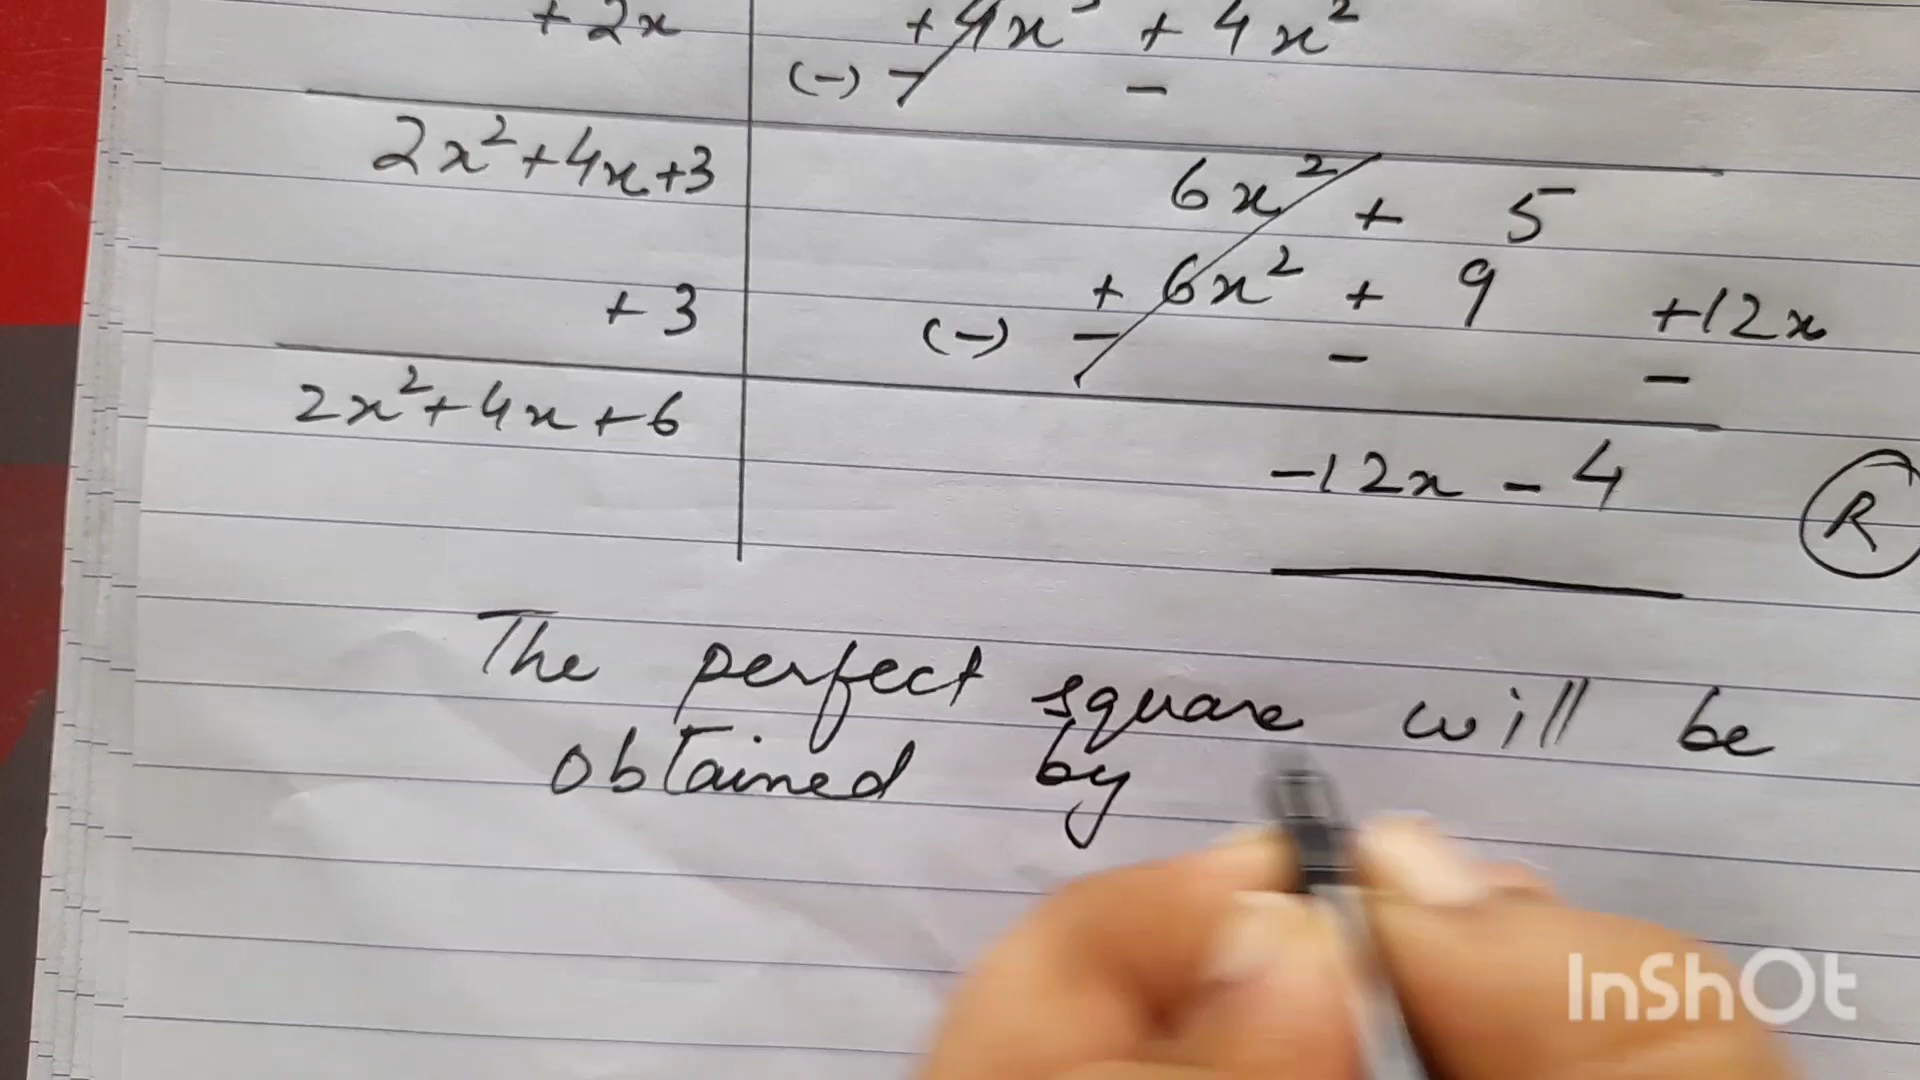 +2x +4x³ + 4x²
(-) - -
2x²+4x+3 6x² + 5
+3 + 6x² + 9 +12x
(-) - - -
2x²+4x+6
-12x - 4 R
The perfect square will be
obtained by
InShOt